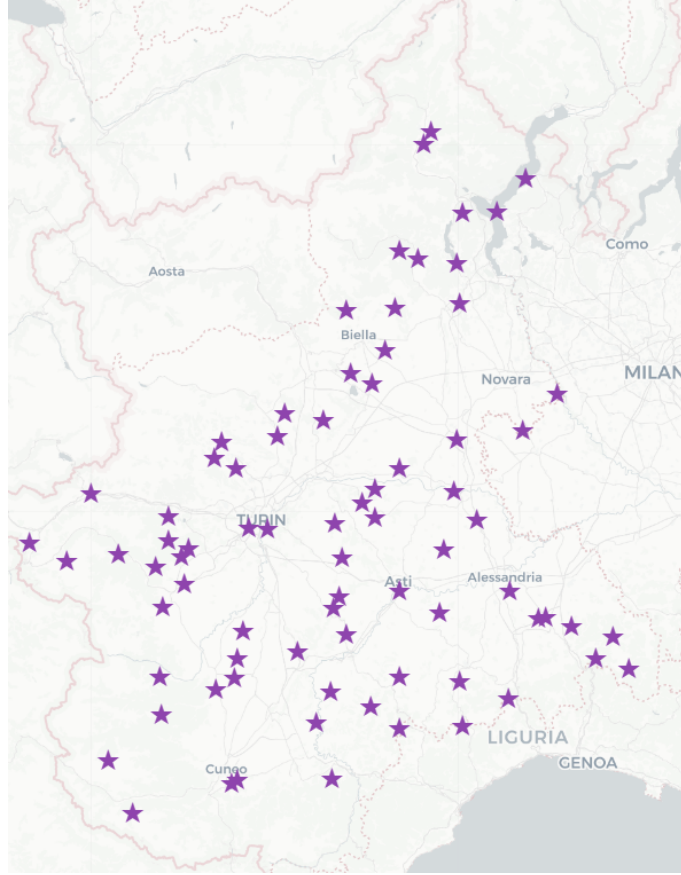 Como
Aosta
Biella
MILAN
Novara
TURIN
Asti
Alessandria
LIGURIA
GENOA
Cuneo